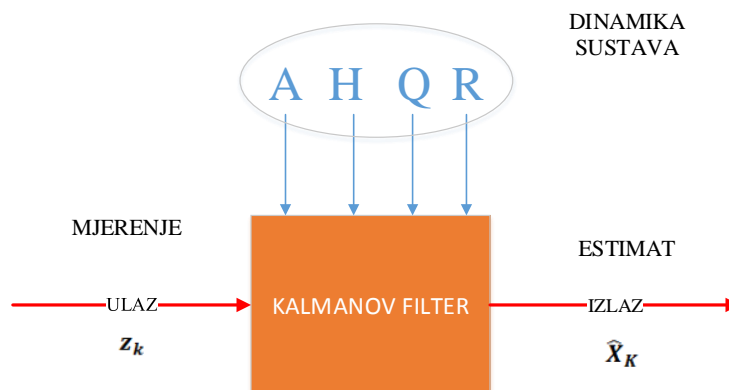 DINAMIKA
SUSTAVA
A H Q R
MJERENJE
ESTIMAT
ULAZ
KALMANOV FILTER
IZLAZ
z_k
X̂_K